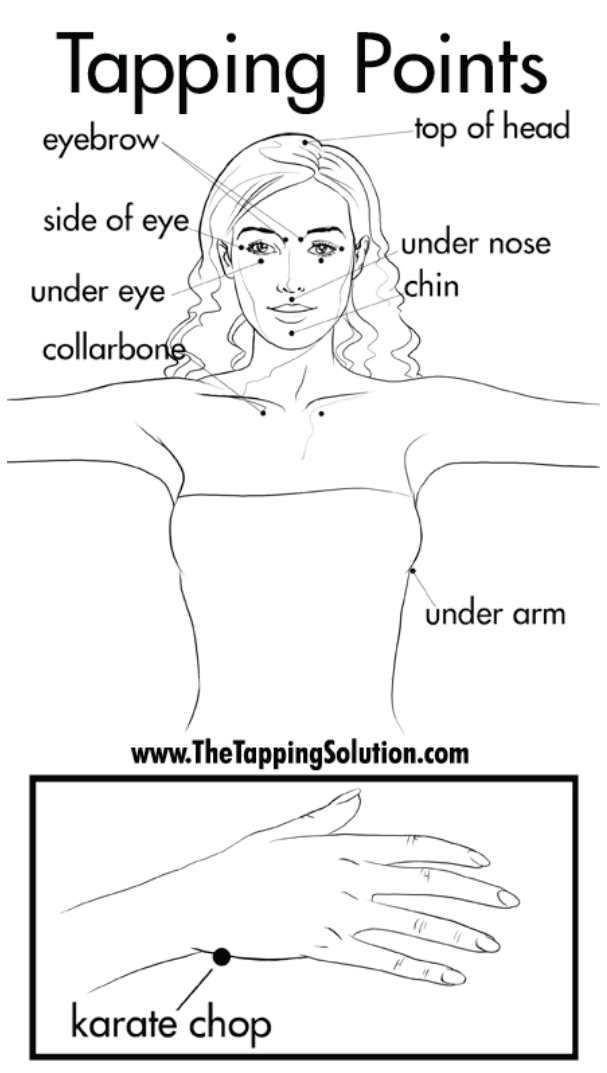 Tapping Points
eyebrow
top of head
side of eye
under nose
under eye
chin
collarbone
under arm
www.TheTappingSolution.com
karate chop